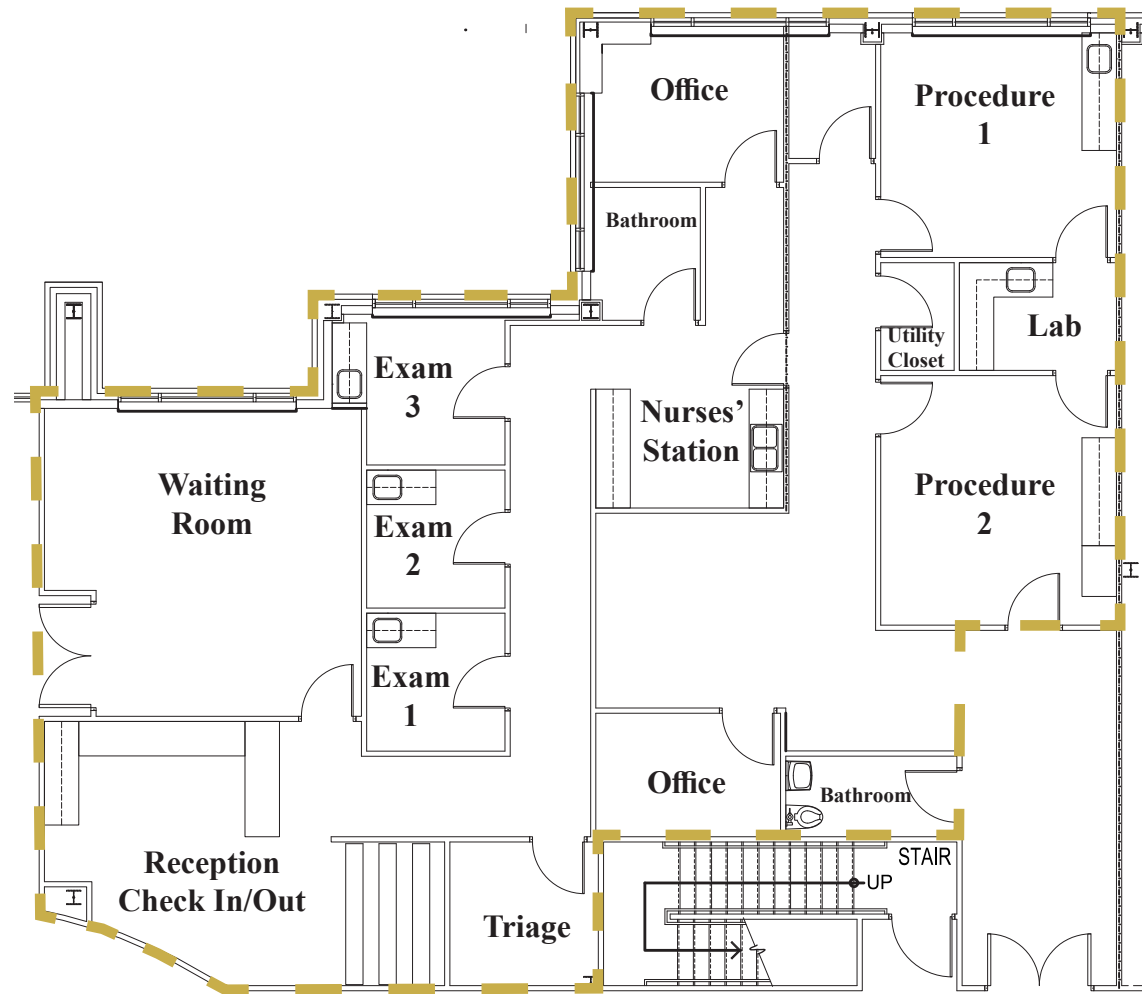 Office
Procedure
1
Bathroom
Utility
Closet
Lab
Exam
3
Nurses’
Station
Waiting
Room
Exam
2
Procedure
2
Exam
1
Office
Bathroom
Reception
Check In/Out
Triage
STAIR
UP